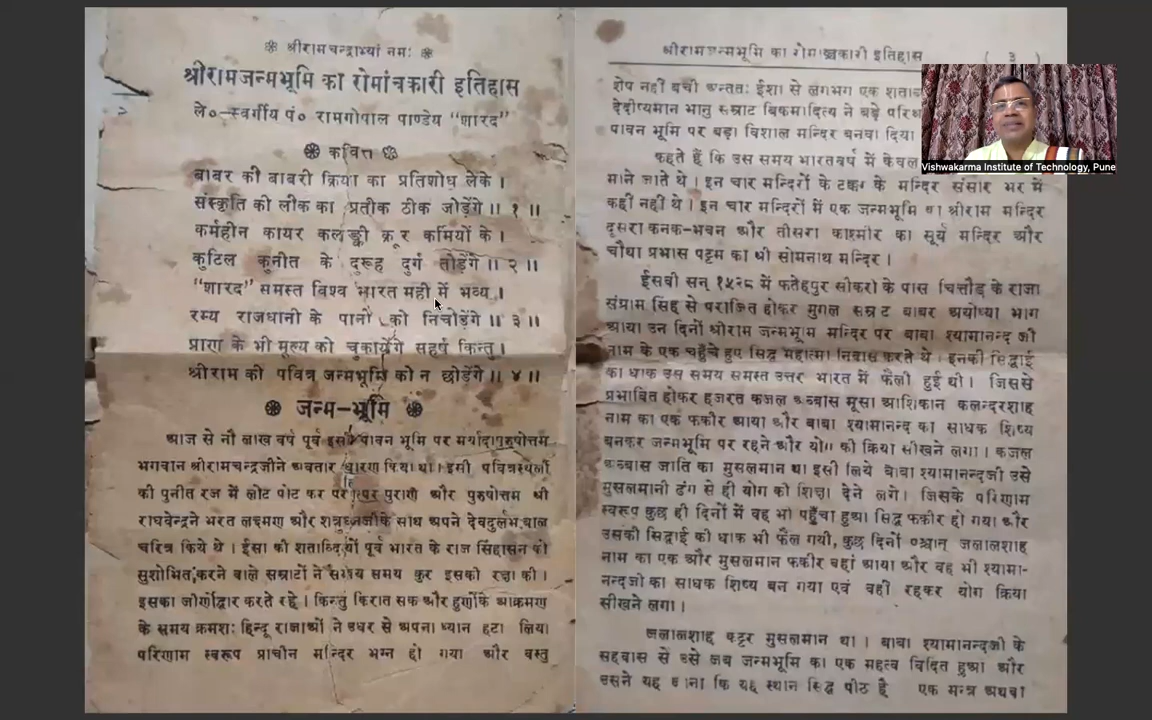 ❀ श्रीरामचन्द्राभ्यां नमः ❀
श्रीरामजन्मभूमि का रोमांचकारी इतिहास
ले०—स्वर्गीय पं० रामगोपाल पाण्डेय "शारद"
❀ कवित्त ❀
बाबर की बाबरी क्रिया का प्रतिशोध लेके ।
संस्कृति की लीक का प्रतीक ठीक जोड़ेंगे ॥ १ ॥
कर्महीन कायर कलङ्की क्रूर कर्मियों के ।
कुटिल कुनीत के दुरूह दुर्ग तोड़ेंगे ॥ २ ॥
"शारद" समस्त विश्व भारत मही में भव्य ।
रम्य राजधानी के पानी को निचोड़ेंगे ॥ ३ ॥
प्राण के भी मूल्य को चुकायेंगे सहर्ष किन्तु ।
श्रीराम की पवित्र जन्मभूमि को न छोड़ेंगे ॥ ४ ॥
❀ जन्म-भूमि ❀
आज से नौ लाख वर्ष पूर्व इसी पावन भूमि पर मर्यादापुरुषोत्तम
भगवान श्रीरामचन्द्रजीने अवतार धारण किया था। इसी पवित्रस्थली
की पुनीत रज में लोट पोट कर पुराण और पुरुषोत्तम श्री
राघवेन्द्रने भरत लक्ष्मण और शत्रुघ्नजीके साथ अपने देवदुर्लभ बाल
चरित्र किये थे । ईसा की शताब्दियों पूर्व भारत के राज सिंहासन को
सुशोभित करने वाले सम्राटों ने समय समय कुर इसको रक्षा की ।
इसका जीर्णोद्वार करते रहे । किन्तु किरात सक और हुणोंके आक्रमण
के समय क्रमशः हिन्दू राजाओं ने उधर से अपना ध्यान हटा लिया
परिणाम स्वरूप प्राचीन मन्दिर भग्न हो गया और वस्तु
श्रीरामजन्मभूमि का रोमाञ्चकारी इतिहास ( ३ )
शेष नहीं बची अन्ततः ईशा से लगभग एक
देदीप्यमान भानु सम्राट बिकमादित्य ने बड़े
पावन भूमि पर बड़ा विशाल मन्दिर बनवा दिया
कहते हैं कि उस समय भारतवर्ष में केवल
माने जाते थे । इन चार मन्दिरों के टक्कर के मन्दिर संसार भर में
कहीं नहीं थे । इन चार मन्दिरों में एक जन्मभूमि का श्रीराम मन्दिर
दूसरा कनक-भवन और तीसरा काश्मीर का सूर्य मन्दिर और
चौथा प्रभास पट्टम का श्री सोमनाथ मन्दिर ।
ईसवी सन् १५२८ में फतेहपुर सीकरी के पास चित्तौड़ के राजा
संग्राम सिंह से पराजित होकर मुगल सम्राट बाबर अयोध्या भाग
आया उन दिनों श्रीराम जन्मभूमि मन्दिर पर बाबा श्यामानन्द जी
नाम के एक चहुँचे हुए सिद्ध महात्मा निवास करते थे । इनकी सिद्धाई
का धाक उस समय समस्त उत्तर भारत में फैली हुई थी । जिससे
प्रभावित होकर हजरत कजल अब्बास मूसा आशिकान कलन्दरशाह
नाम का एक फकीर आया और बाबा श्यामानन्द का साधक शिष्य
बनकर जन्मभूमि पर रहने और की क्रिया सीखने लगा । कजल
अब्बास जाति का मुसलमान था इसी लिये बाबा श्यामानन्दजी उसे
मुसलमानी ढंग से ही योग को शिक्षा देने लगे । जिसके परिणाम
स्वरूप कुछ ही दिनों में वह भी पहुँचा हुआ सिद्ध फकीर हो गया और
उसकी सिद्धाई की धाक भी फैल गयी, कुछ दिनों पश्चात् जलालशाह
नाम का एक और मुसलमान फकीर वहां आया और वह भी श्यामा-
नन्दजी का साधक शिष्य बन गया एवं वहीं रहकर योग क्रिया
सीखने लगा ।
जलालशाह कट्टर मुसलमान था । बाबा श्यामानन्दजी के
सहवास से उसे जब जन्मभूमि का एक महत्व विदित हुआ और
उसने यह जाना कि यह स्थान सिद्ध पीठ है एक मन्त्र अथवा
Vishwakarma Institute of Technology, Pune